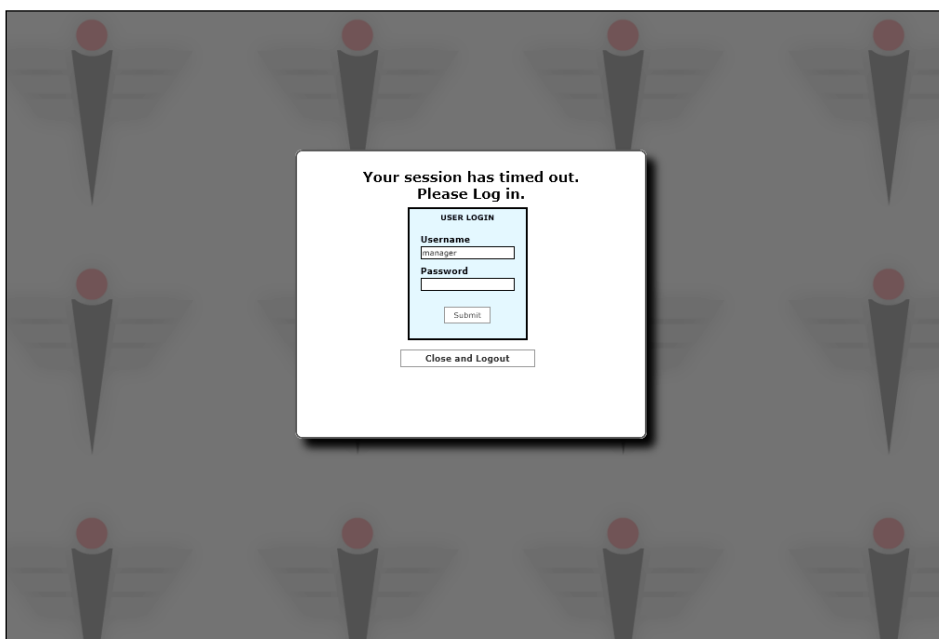 Your session has timed out.
Please Log in.
USER LOGIN
Username
manager
Password
Submit
Close and Logout